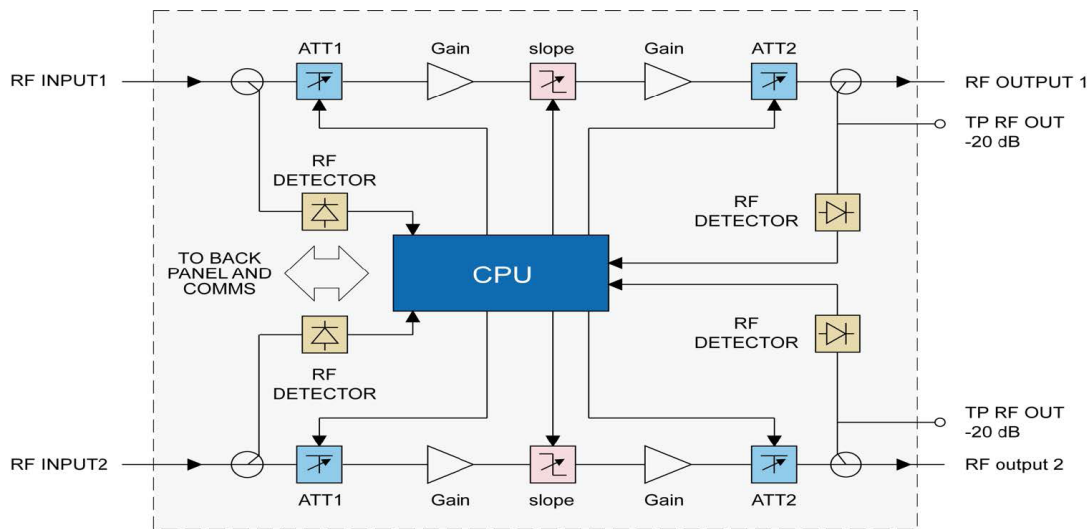 ATT1
Gain
slope
Gain
ATT2
RF INPUT1
RF OUTPUT 1
TP RF OUT
-20 dB
RF
DETECTOR
RF
DETECTOR
TO BACK
PANEL AND
COMMS
CPU
RF
DETECTOR
RF
DETECTOR
TP RF OUT
-20 dB
RF INPUT2
RF output 2
ATT1
Gain
slope
Gain
ATT2